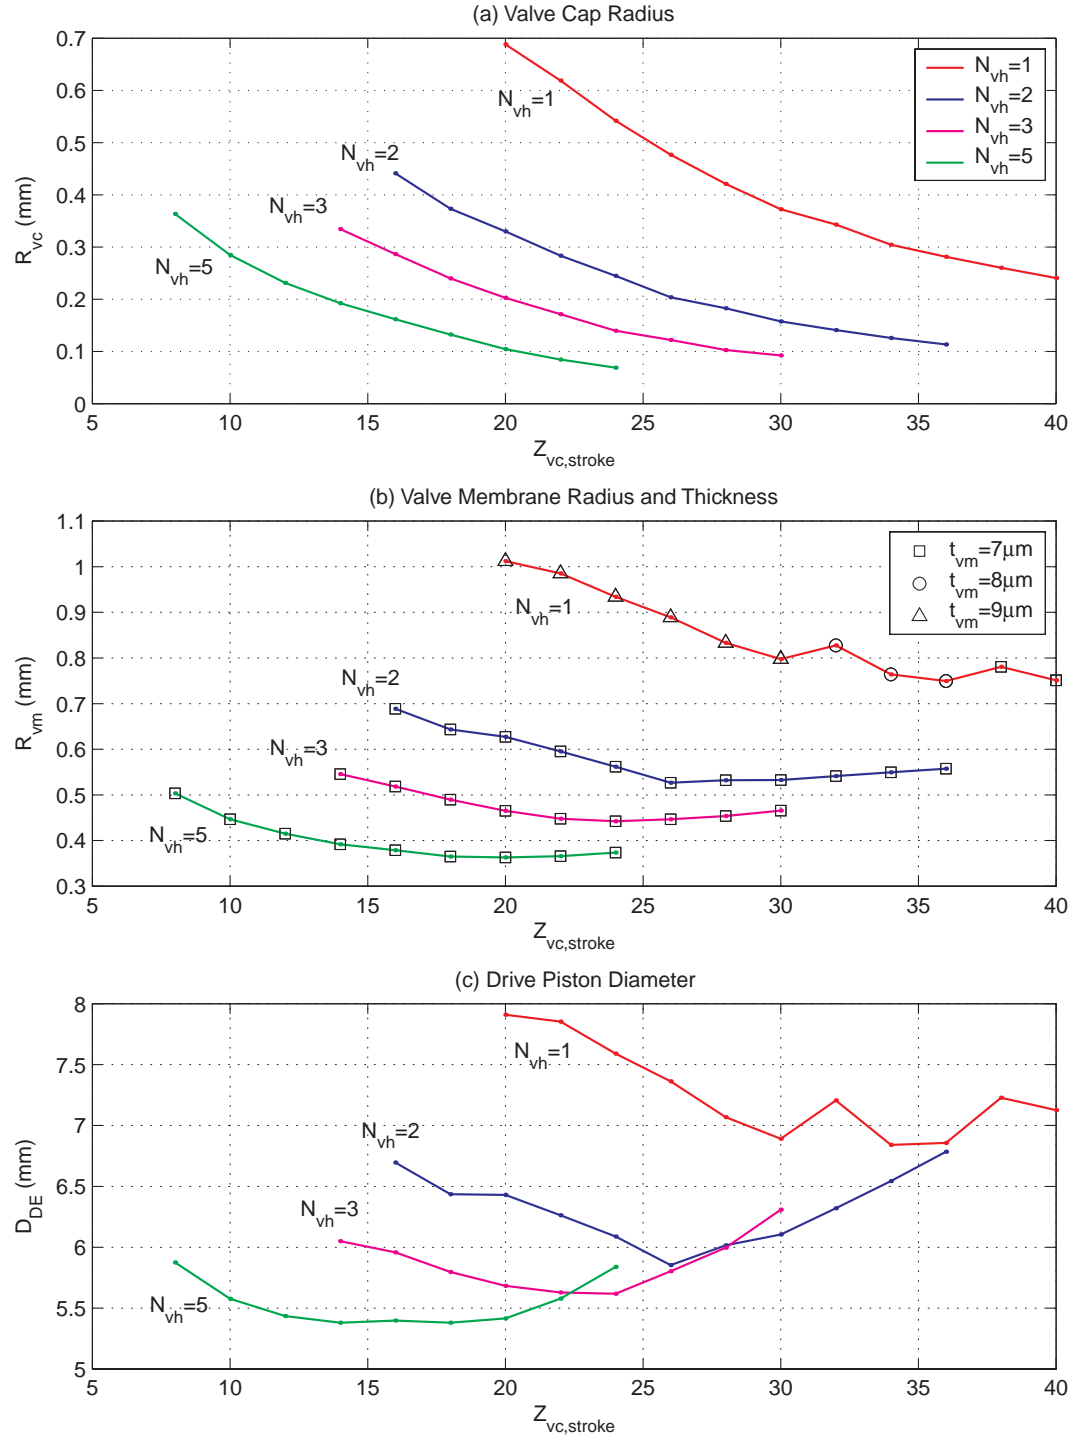 (a) Valve Cap Radius
0.7
0.6
0.5
0.4
0.3
0.2
0.1
0
R_vc (mm)
N_vh=1
N_vh=2
N_vh=3
N_vh=5
N_vh=1
N_vh=2
N_vh=3
N_vh=5
5 10 15 20 25 30 35 40
Z_vc,stroke
(b) Valve Membrane Radius and Thickness
1.1
1
0.9
0.8
0.7
0.6
0.5
0.4
0.3
R_vm (mm)
N_vh=1
N_vh=2
N_vh=3
N_vh=5
t_vm=7μm
t_vm=8μm
t_vm=9μm
5 10 15 20 25 30 35 40
Z_vc,stroke
(c) Drive Piston Diameter
8
7.5
7
6.5
6
5.5
5
D_DE (mm)
N_vh=1
N_vh=2
N_vh=3
N_vh=5
5 10 15 20 25 30 35 40
Z_vc,stroke